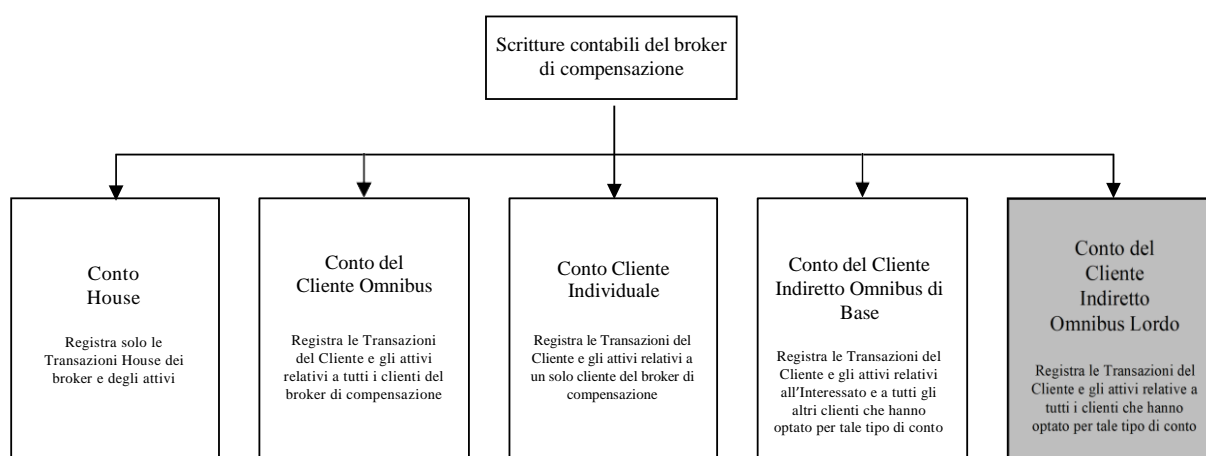 Scritture contabili del broker
di compensazione
Conto
House
Registra solo le
Transazioni House dei
broker e degli attivi
Conto del
Cliente Omnibus
Registra le Transazioni
del Cliente e gli attivi
relativi a tutti i clienti del
broker di compensazione
Conto Cliente
Individuale
Registra le Transazioni del
Cliente e gli attivi relativi a
un solo cliente del broker di
compensazione
Conto del Cliente
Indiretto Omnibus di
Base
Registra le Transazioni del
Cliente e gli attivi relativi
all'Interessato e a tutti gli
altri clienti che hanno
optato per tale tipo di conto
Conto del
Cliente
Indiretto
Omnibus Lordo
Registra le Transazioni del
Cliente e gli attivi relative a
tutti i clienti che hanno
optato per tale tipo di conto